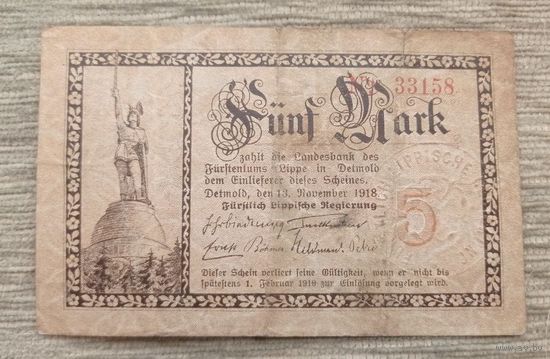 No 33158
Fünf Mark
zahlt die Landesbank des
Fürstentums Lippe in Detmold
dem Einlieferer dieses Scheines.
Detmold, den 13. November 1918
Fürstlich Lippische Regierung
LIPPISCHE
5
Dieser Schein verliert seine Gültigkeit, wenn er nicht bis
spätestens 1. Februar 1919 zur Einlösung vorgelegt wird.